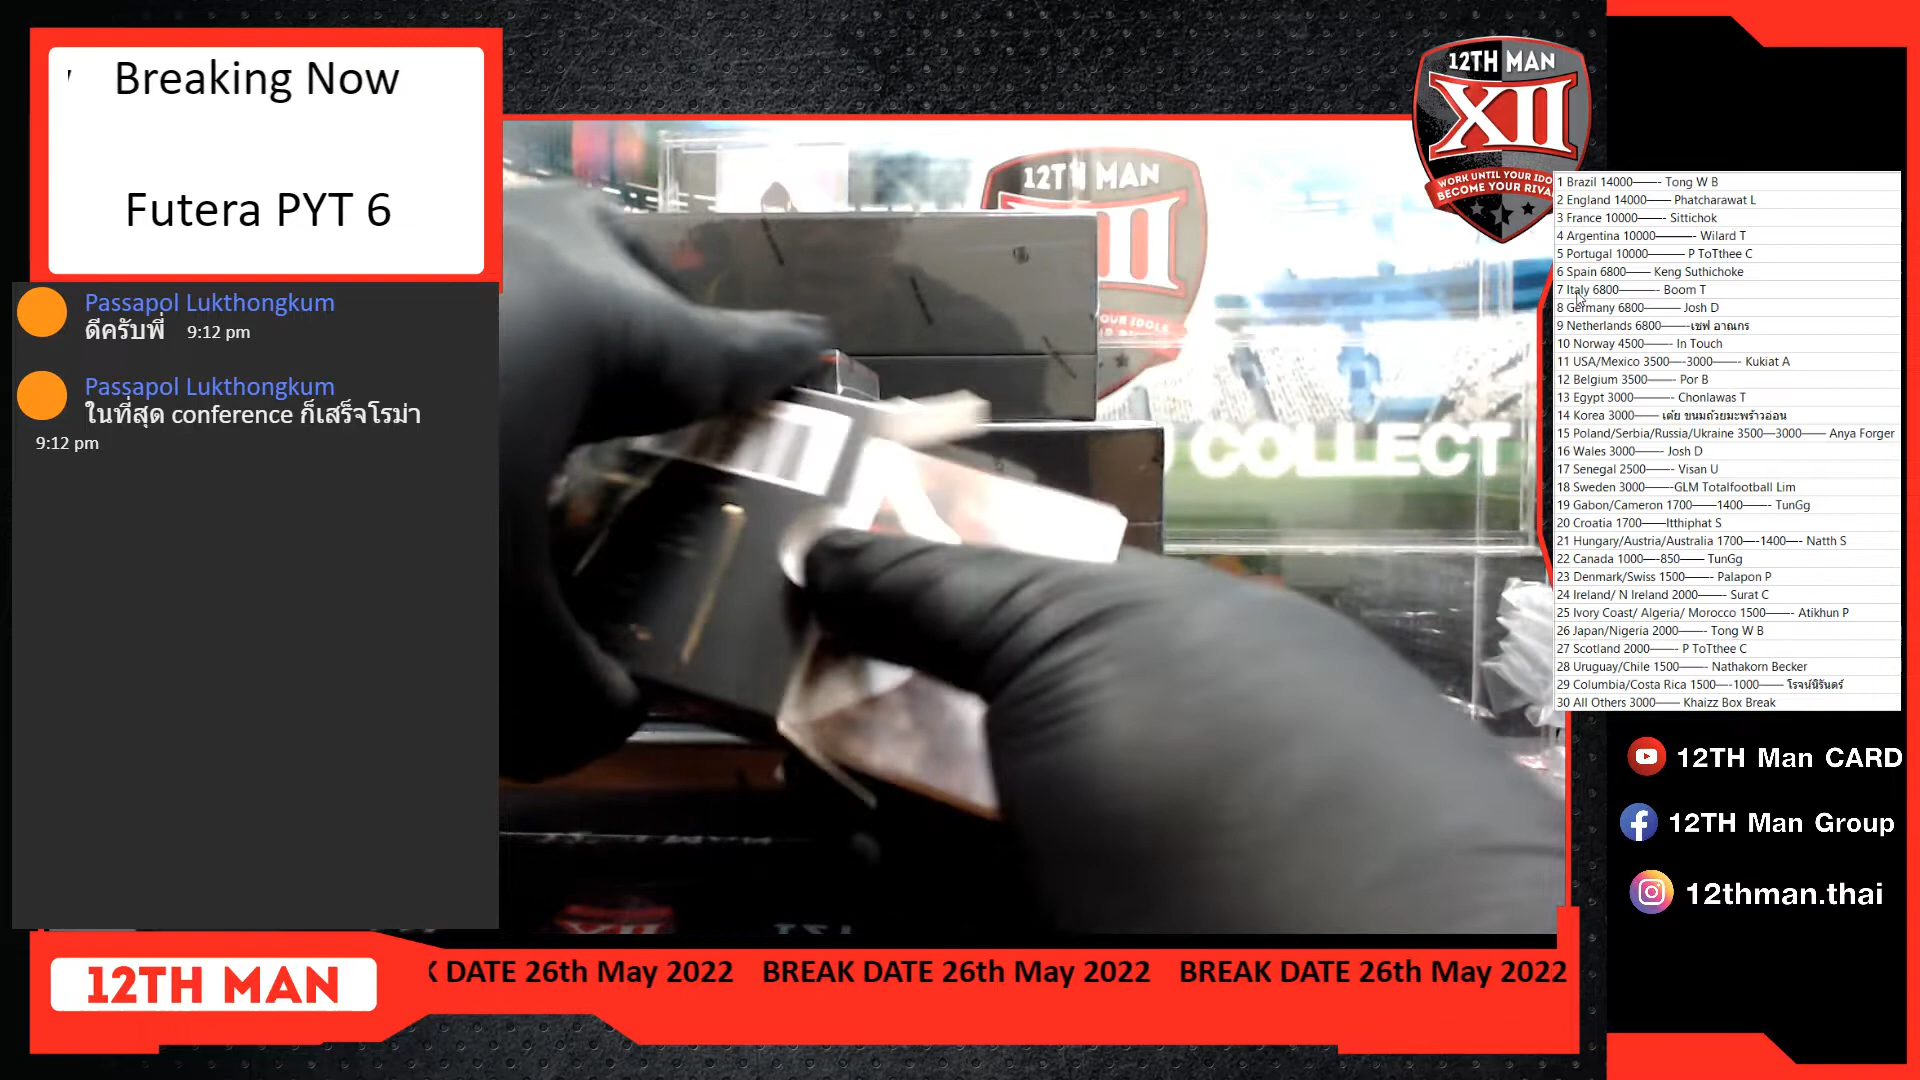 Breaking Now
Futera PYT 6
Passapol Lukthongkum
ดีครับพี่ 9:12 pm
Passapol Lukthongkum
ในที่สุด conference ก็เสร็จโรม่า
9:12 pm
12TH MAN
XII
WORK UNTIL YOUR IDO
BECOME YOUR RIVA
12TH MAN
OUR IDOLS
COLLECT
1 Brazil 14000——- Tong W B
2 England 14000—— Phatcharawat L
3 France 10000——- Sittichok
4 Argentina 10000———- Wilard T
5 Portugal 10000——— P ToTthee C
6 Spain 6800—— Keng Suthichoke
7 Italy 6800———- Boom T
8 Germany 6800——— Josh D
9 Netherlands 6800——-เชฟ อาณกร
10 Norway 4500——- In Touch
11 USA/Mexico 3500—-3000——- Kukiat A
12 Belgium 3500——- Por B
13 Egypt 3000———- Chonlawas T
14 Korea 3000—— เต้ย ขนมถ้วยมะพร้าวอ่อน
15 Poland/Serbia/Russia/Ukraine 3500—3000—— Anya Forger
16 Wales 3000——- Josh D
17 Senegal 2500——- Visan U
18 Sweden 3000——-GLM Totalfootball Lim
19 Gabon/Cameron 1700——1400——- TunGg
20 Croatia 1700——Itthiphat S
21 Hungary/Austria/Australia 1700—-1400—- Natth S
22 Canada 1000—-850—— TunGg
23 Denmark/Swiss 1500——- Palapon P
24 Ireland/ N Ireland 2000——- Surat C
25 Ivory Coast/ Algeria/ Morocco 1500——- Atikhun P
26 Japan/Nigeria 2000——- Tong W B
27 Scotland 2000——- P ToTthee C
28 Uruguay/Chile 1500——- Nathakorn Becker
29 Columbia/Costa Rica 1500—-1000—— โรจน์นิรันดร์
30 All Others 3000—— Khaizz Box Break
12TH Man CARD
12TH Man Group
12thman.thai
12TH MAN
K DATE 26th May 2022 BREAK DATE 26th May 2022 BREAK DATE 26th May 2022